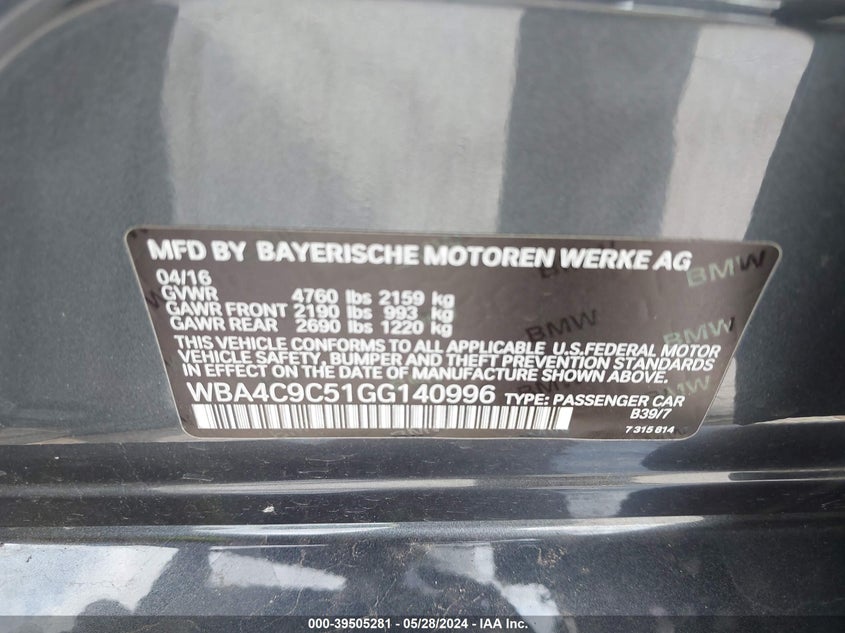 MFD BY BAYERISCHE MOTOREN WERKE AG
04/16
GVWR 4760 lbs 2159 kg
GAWR FRONT 2190 lbs 993 kg
GAWR REAR 2690 lbs 1220 kg
THIS VEHICLE CONFORMS TO ALL APPLICABLE U.S.FEDERAL MOTOR
VEHICLE SAFETY, BUMPER AND THEFT PREVENTION STANDARDS
IN EFFECT ON THE DATE OF MANUFACTURE SHOWN ABOVE.
WBA4C9C51GG140996 TYPE: PASSENGER CAR
B39/7
7 315 814
BMW
BMW
BMW
000-39505281 - 05/28/2024 - IAA Inc.